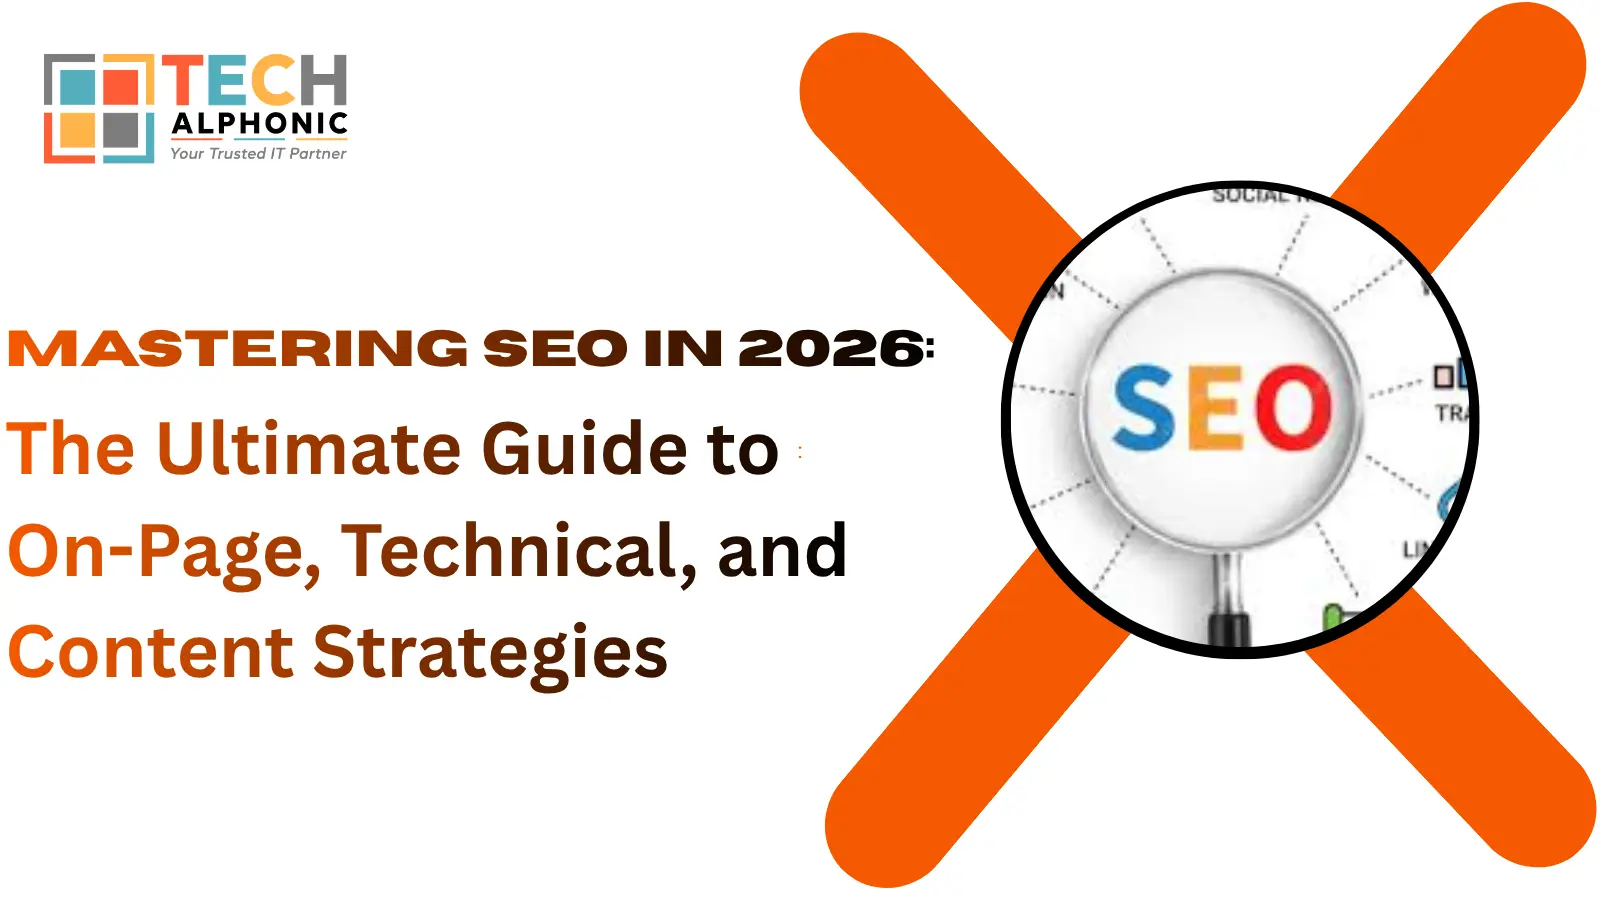 TECH
ALPHONIC
Your Trusted IT Partner
MASTERING SEO IN 2026:
The Ultimate Guide to :
On-Page, Technical, and
Content Strategies
SOCIAL
SEO